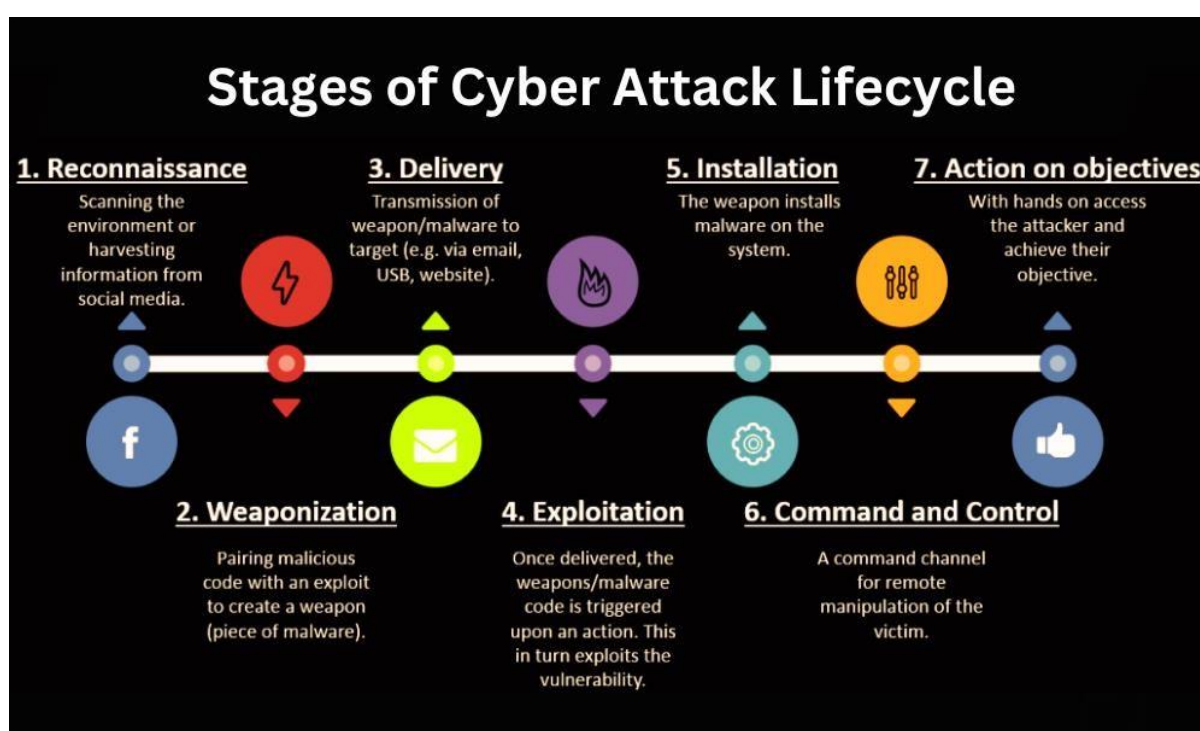 Stages of Cyber Attack Lifecycle
1. Reconnaissance
Scanning the
environment or
harvesting
information from
social media.
2. Weaponization
Pairing malicious
code with an exploit
to create a weapon
(piece of malware).
3. Delivery
Transmission of
weapon/malware to
target (e.g. via email,
USB, website).
4. Exploitation
Once delivered, the
weapons/malware
code is triggered
upon an action. This
in turn exploits the
vulnerability.
5. Installation
The weapon installs
malware on the
system.
6. Command and Control
A command channel
for remote
manipulation of the
victim.
7. Action on objectives
With hands on access
the attacker and
achieve their
objective.
f